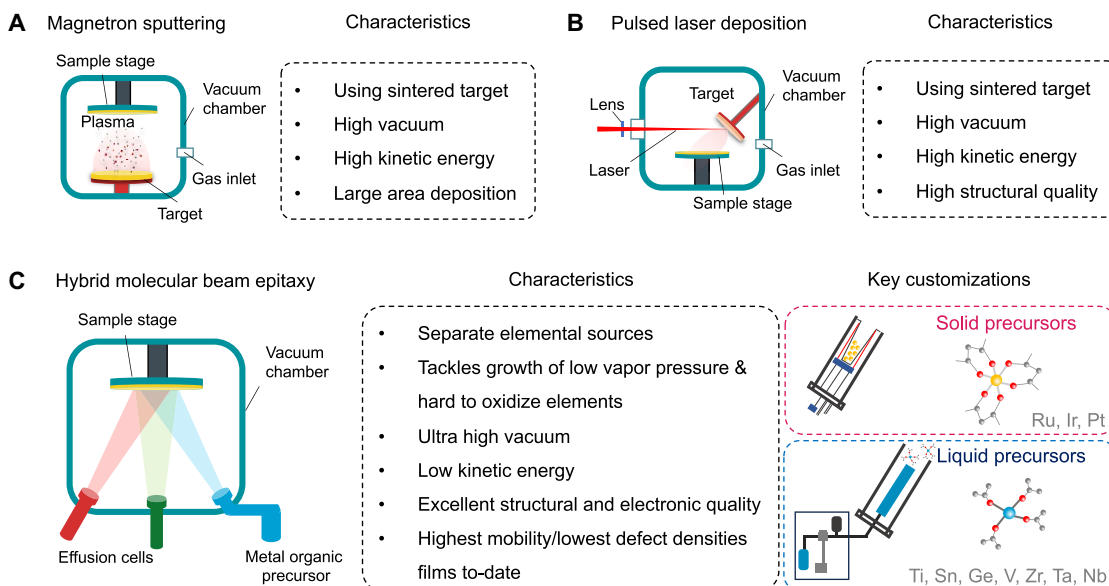 A
Magnetron sputtering
Characteristics
Sample stage
Plasma
Vacuum
chamber
Gas inlet
Target
• Using sintered target
• High vacuum
• High kinetic energy
• Large area deposition
B
Pulsed laser deposition
Characteristics
Lens
Target
Vacuum
chamber
Laser
Gas inlet
Sample stage
• Using sintered target
• High vacuum
• High kinetic energy
• High structural quality
C
Hybrid molecular beam epitaxy
Characteristics
Key customizations
Sample stage
Vacuum
chamber
Effusion cells
Metal organic
precursor
• Separate elemental sources
• Tackles growth of low vapor pressure &
hard to oxidize elements
• Ultra high vacuum
• Low kinetic energy
• Excellent structural and electronic quality
• Highest mobility/lowest defect densities
films to-date
Solid precursors
Ru, Ir, Pt
Liquid precursors
Ti, Sn, Ge, V, Zr, Ta, Nb